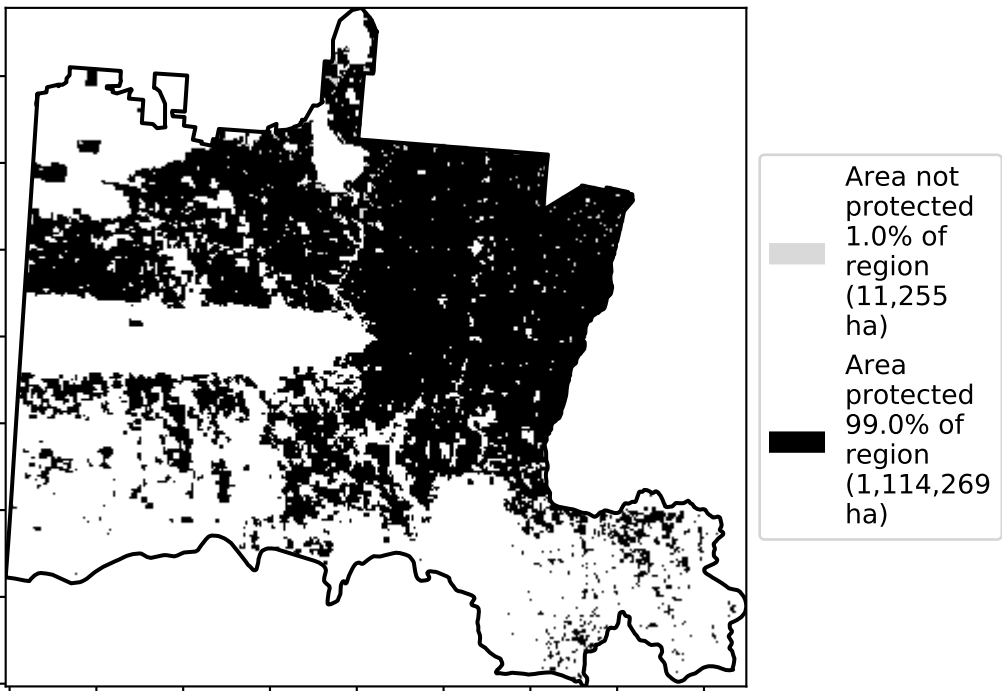 Area not
protected
1.0% of
region
(11,255
ha)
Area
protected
99.0% of
region
(1,114,269
ha)